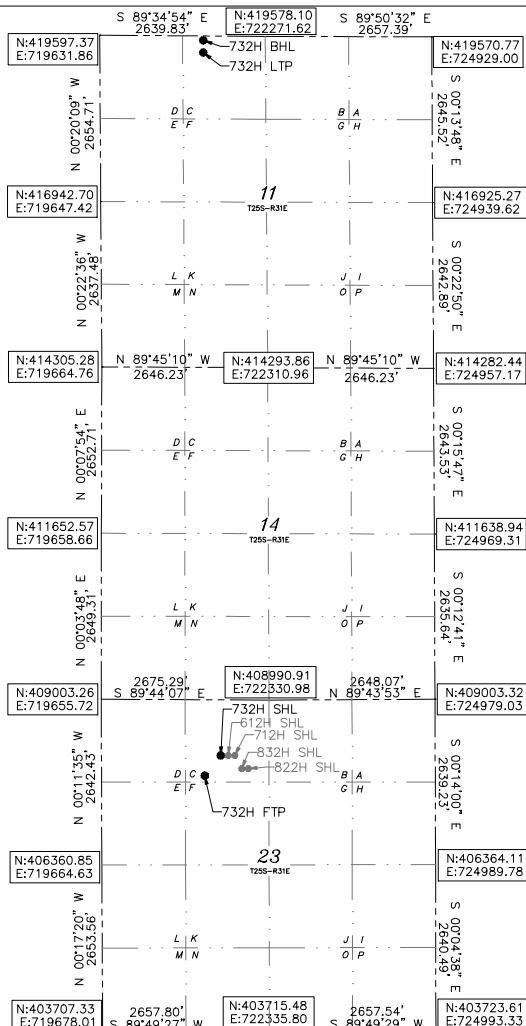 S 89°34'54" E
2639.83'
N:419578.10
E:722271.62
S 89°50'32" E
2657.39'
N:419597.37
E:719631.86
732H BHL
732H LTP
N:419570.77
E:724929.00
N 00°20'09" W
2654.71'
D C
E F
B A
G H
S 00°13'48" E
2645.52'
N:416942.70
E:719647.42
11
T25S-R31E
N:416925.27
E:724939.62
N 00°22'36" W
2637.48'
L K
M N
J I
O P
S 00°22'50" E
2642.89'
N:414305.28
E:719664.76
N 89°45'10" W
2646.23'
N:414293.86
E:722310.96
N 89°45'10" W
2646.23'
N:414282.44
E:724957.17
N 00°07'54" E
2652.71'
D C
E F
B A
G H
S 00°15'47" E
2643.53'
N:411652.57
E:719658.66
14
T25S-R31E
N:411638.94
E:724969.31
N 00°03'48" E
2649.31'
L K
M N
J I
O P
S 00°12'41" E
2635.64'
N:409003.26
E:719655.72
2675.29'
S 89°44'07" E
N:408990.91
E:722330.98
2648.07'
N 89°43'53" E
N:409003.32
E:724979.03
732H SHL
612H SHL
712H SHL
832H SHL
822H SHL
N 00°11'35" W
2642.43'
D C
E F
B A
G H
S 00°14'00" E
2639.23'
732H FTP
N:406360.85
E:719664.63
23
T25S-R31E
N:406364.11
E:724989.78
N 00°17'20" W
2653.56'
L K
M N
J I
O P
S 00°04'38" E
2640.49'
N:403707.33
E:719678.01
2657.80'
S 89°49'27" W
N:403715.48
E:722335.80
2657.54'
S 89°49'29" W
N:403723.61
E:724993.33